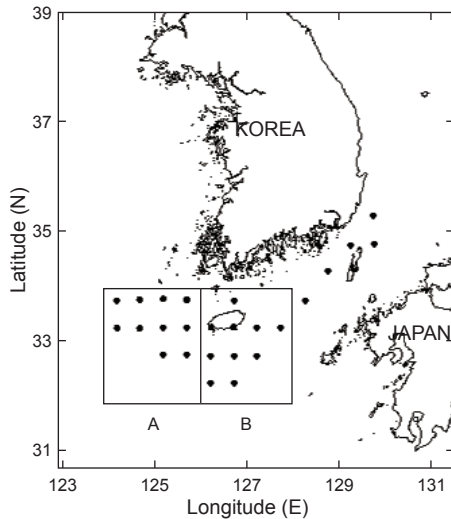 39
37
35
33
31
Latitude (N)
KOREA
JAPAN
A
B
123
125
127
129
131
Longitude (E)